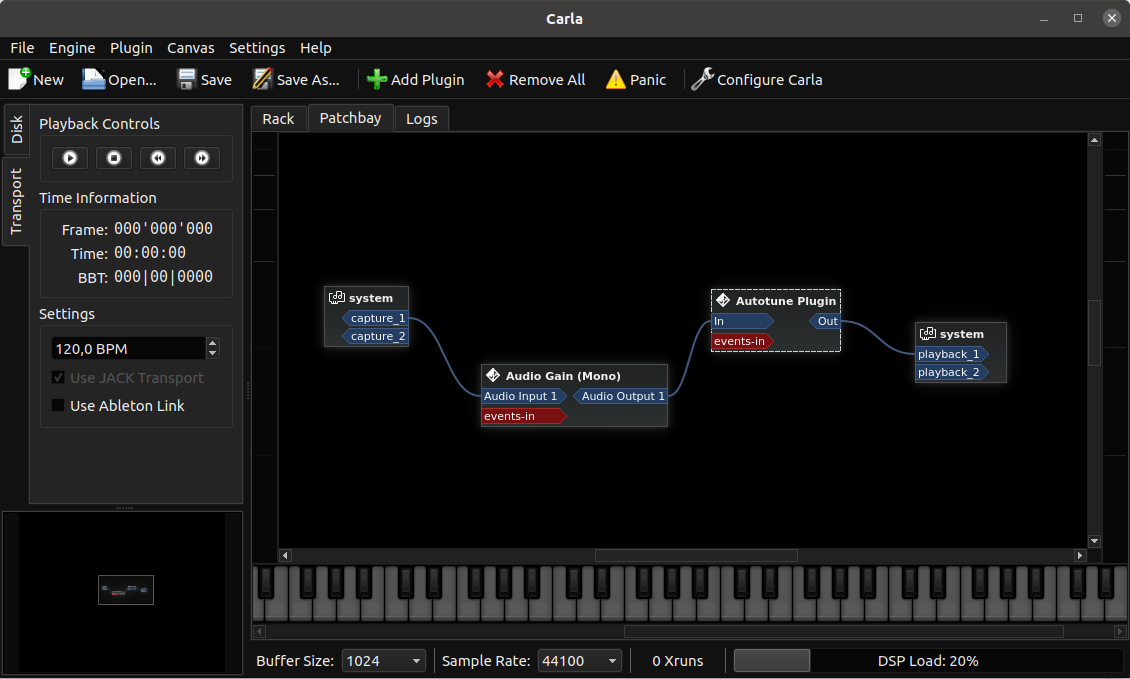 Carla
File Engine Plugin Canvas Settings Help
New Open... Save Save As... Add Plugin Remove All Panic Configure Carla
Disk
Transport
Playback Controls
Time Information
Frame: 000'000'000
Time: 00:00:00
BBT: 000|00|0000
Settings
120,0 BPM
Use JACK Transport
Use Ableton Link
Rack Patchbay Logs
system
capture_1
capture_2
Audio Gain (Mono)
Audio Input 1 Audio Output 1
events-in
Autotune Plugin
In Out
events-in
system
playback_1
playback_2
Buffer Size: 1024 Sample Rate: 44100 0 Xruns DSP Load: 20%